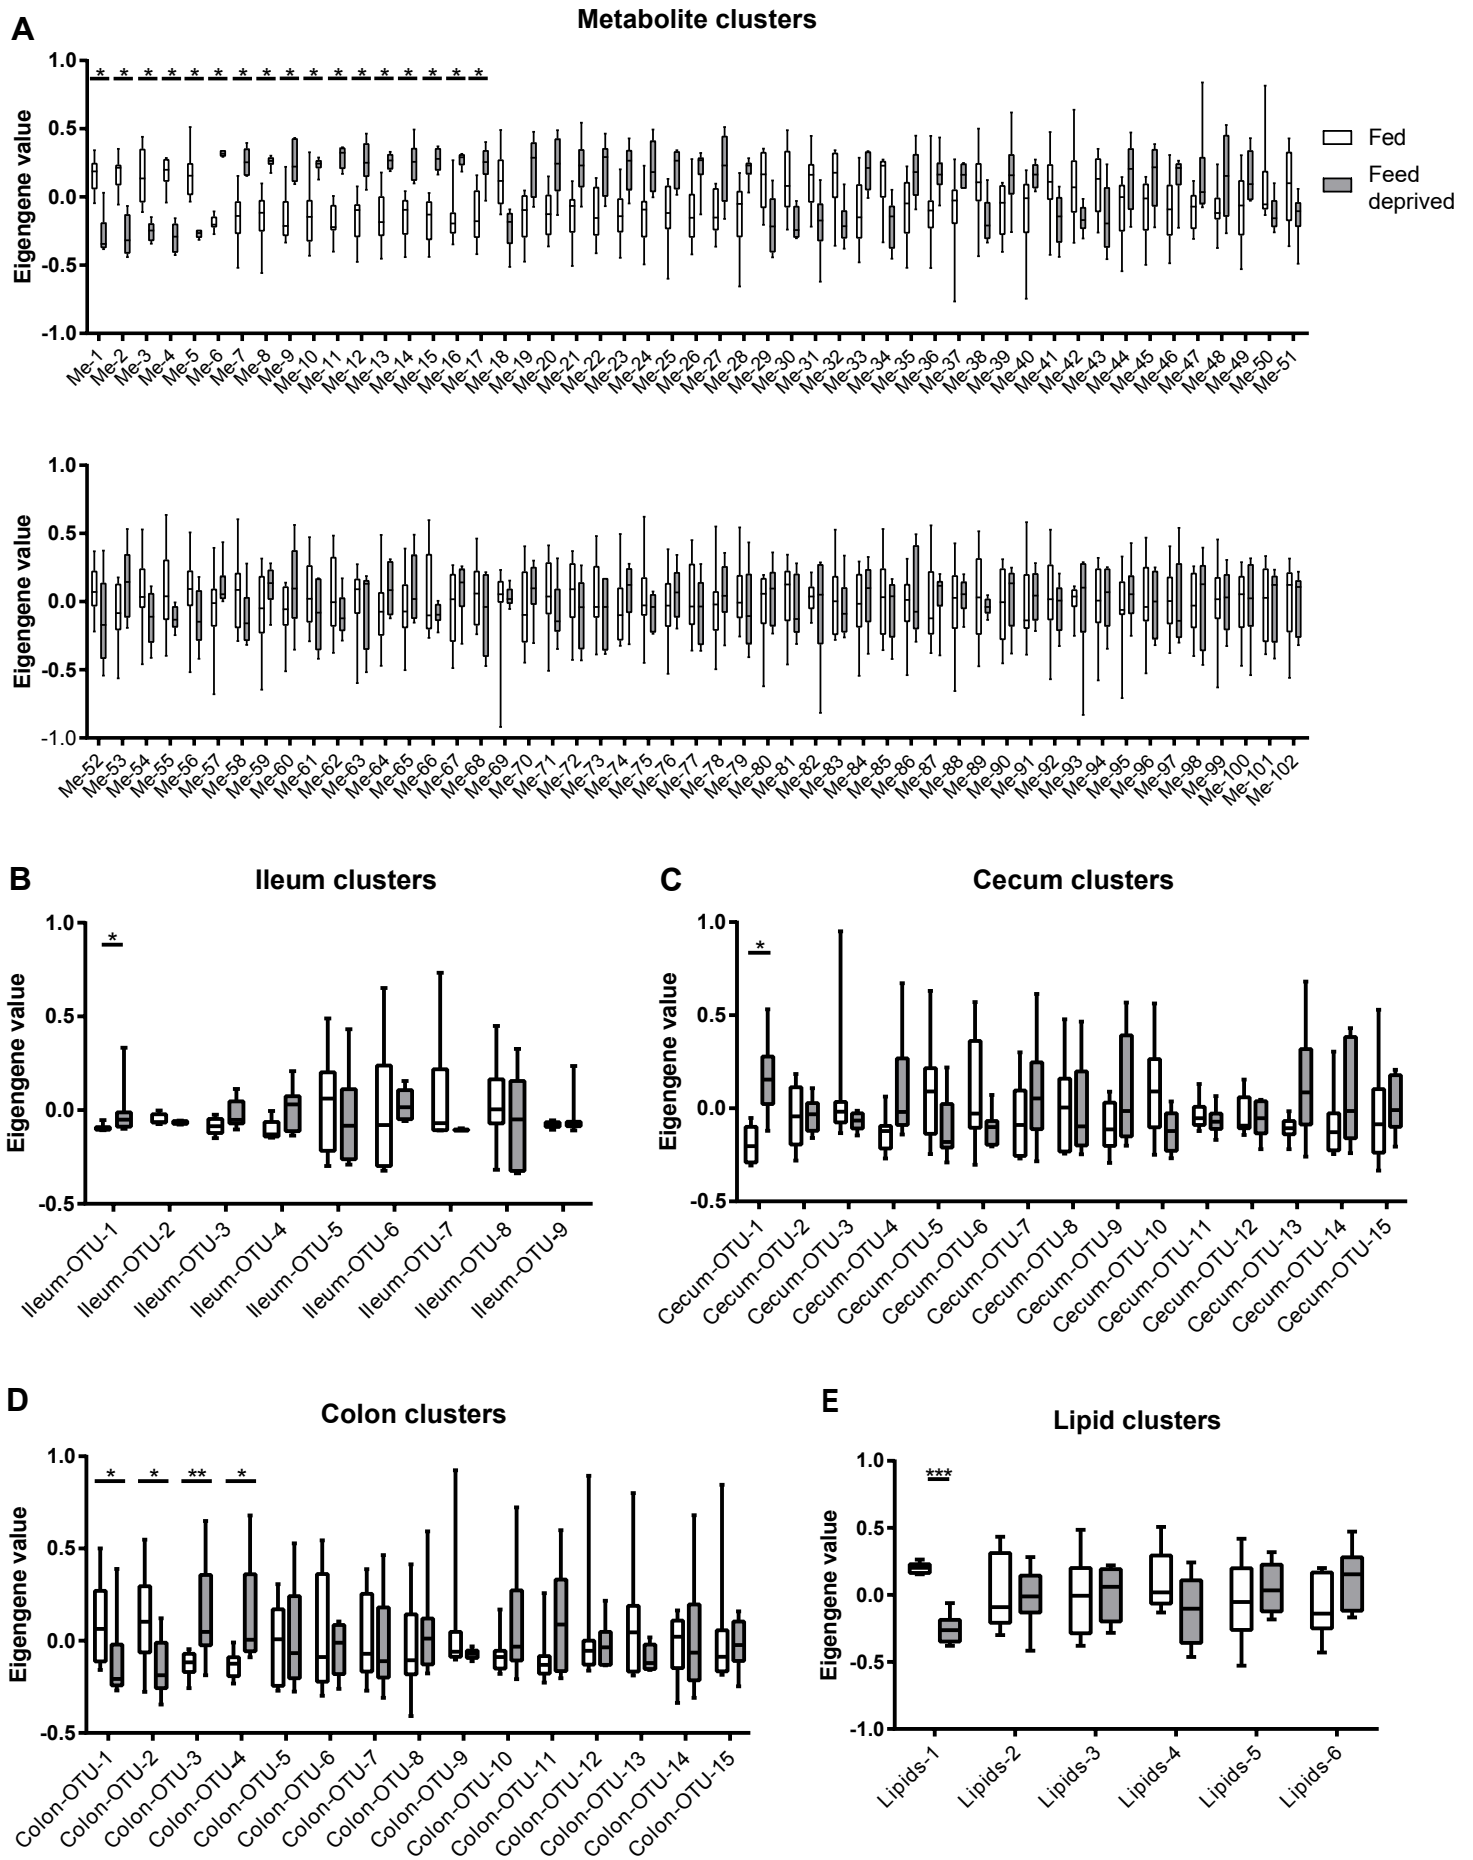 A
Metabolite clusters
1.0
0.5
0.0
-0.5
-1.0
Eigengene value
* * * * * * * * * * * * * * * * *
Fed
Feed
deprived
Me-1 Me-2 Me-3 Me-4 Me-5 Me-6 Me-7 Me-8 Me-9 Me-10 Me-11 Me-12 Me-13 Me-14 Me-15 Me-16 Me-17 Me-18 Me-19 Me-20 Me-21 Me-22 Me-23 Me-24 Me-25 Me-26 Me-27 Me-28 Me-29 Me-30 Me-31 Me-32 Me-33 Me-34 Me-35 Me-36 Me-37 Me-38 Me-39 Me-40 Me-41 Me-42 Me-43 Me-44 Me-45 Me-46 Me-47 Me-48 Me-49 Me-50 Me-51
1.0
0.5
0.0
-0.5
-1.0
Eigengene value
Me-52 Me-53 Me-54 Me-55 Me-56 Me-57 Me-58 Me-59 Me-60 Me-61 Me-62 Me-63 Me-64 Me-65 Me-66 Me-67 Me-68 Me-69 Me-70 Me-71 Me-72 Me-73 Me-74 Me-75 Me-76 Me-77 Me-78 Me-79 Me-80 Me-81 Me-82 Me-83 Me-84 Me-85 Me-86 Me-87 Me-88 Me-89 Me-90 Me-91 Me-92 Me-93 Me-94 Me-95 Me-96 Me-97 Me-98 Me-99 Me-100 Me-101 Me-102
B
Ileum clusters
1.0
0.5
0.0
-0.5
Eigengene value
*
Ileum-OTU-1 Ileum-OTU-2 Ileum-OTU-3 Ileum-OTU-4 Ileum-OTU-5 Ileum-OTU-6 Ileum-OTU-7 Ileum-OTU-8 Ileum-OTU-9
C
Cecum clusters
1.0
0.5
0.0
-0.5
Eigengene value
*
Cecum-OTU-1 Cecum-OTU-2 Cecum-OTU-3 Cecum-OTU-4 Cecum-OTU-5 Cecum-OTU-6 Cecum-OTU-7 Cecum-OTU-8 Cecum-OTU-9 Cecum-OTU-10 Cecum-OTU-11 Cecum-OTU-12 Cecum-OTU-13 Cecum-OTU-14 Cecum-OTU-15
D
Colon clusters
1.0
0.5
0.0
-0.5
Eigengene value
* * ** *
Colon-OTU-1 Colon-OTU-2 Colon-OTU-3 Colon-OTU-4 Colon-OTU-5 Colon-OTU-6 Colon-OTU-7 Colon-OTU-8 Colon-OTU-9 Colon-OTU-10 Colon-OTU-11 Colon-OTU-12 Colon-OTU-13 Colon-OTU-14 Colon-OTU-15
E
Lipid clusters
1.0
0.5
0.0
-0.5
-1.0
Eigengene value
***
Lipids-1 Lipids-2 Lipids-3 Lipids-4 Lipids-5 Lipids-6